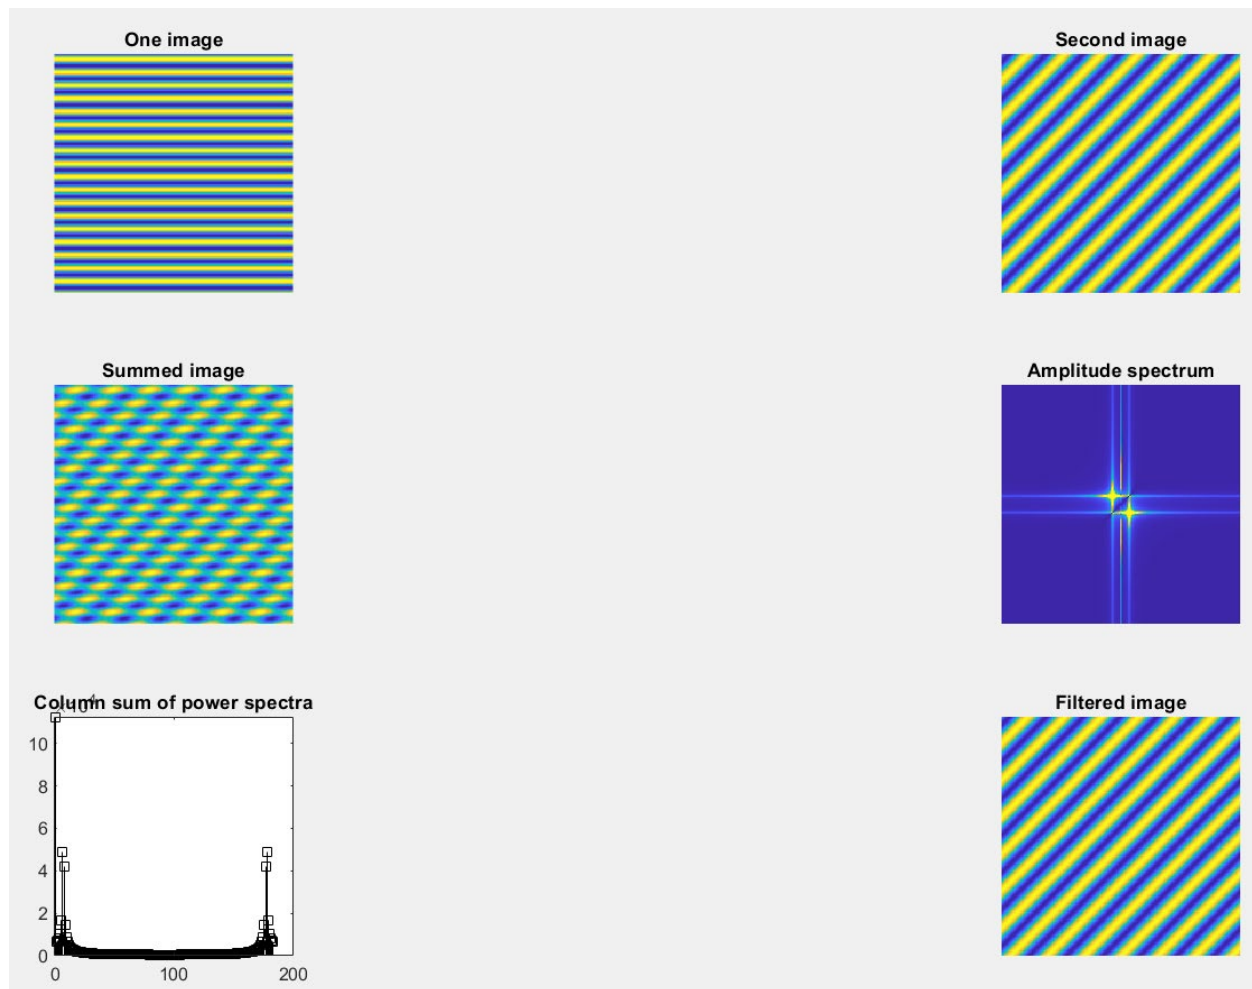 One image
Second image
Summed image
Amplitude spectrum
Column sum of power spectra
Filtered image
10
8
6
4
2
0
0 100 200